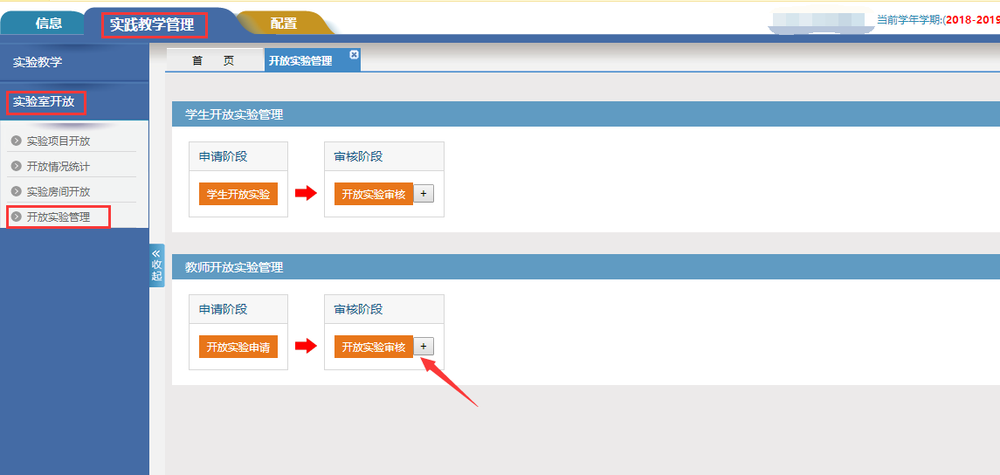 信息
实践教学管理
配置
当前学年学期:(2018-2019
实验教学
实验室开放
实验项目开放
开放情况统计
实验房间开放
开放实验管理
收起
首 页
开放实验管理
学生开放实验管理
申请阶段
审核阶段
学生开放实验
开放实验审核
+
教师开放实验管理
申请阶段
审核阶段
开放实验申请
开放实验审核
+